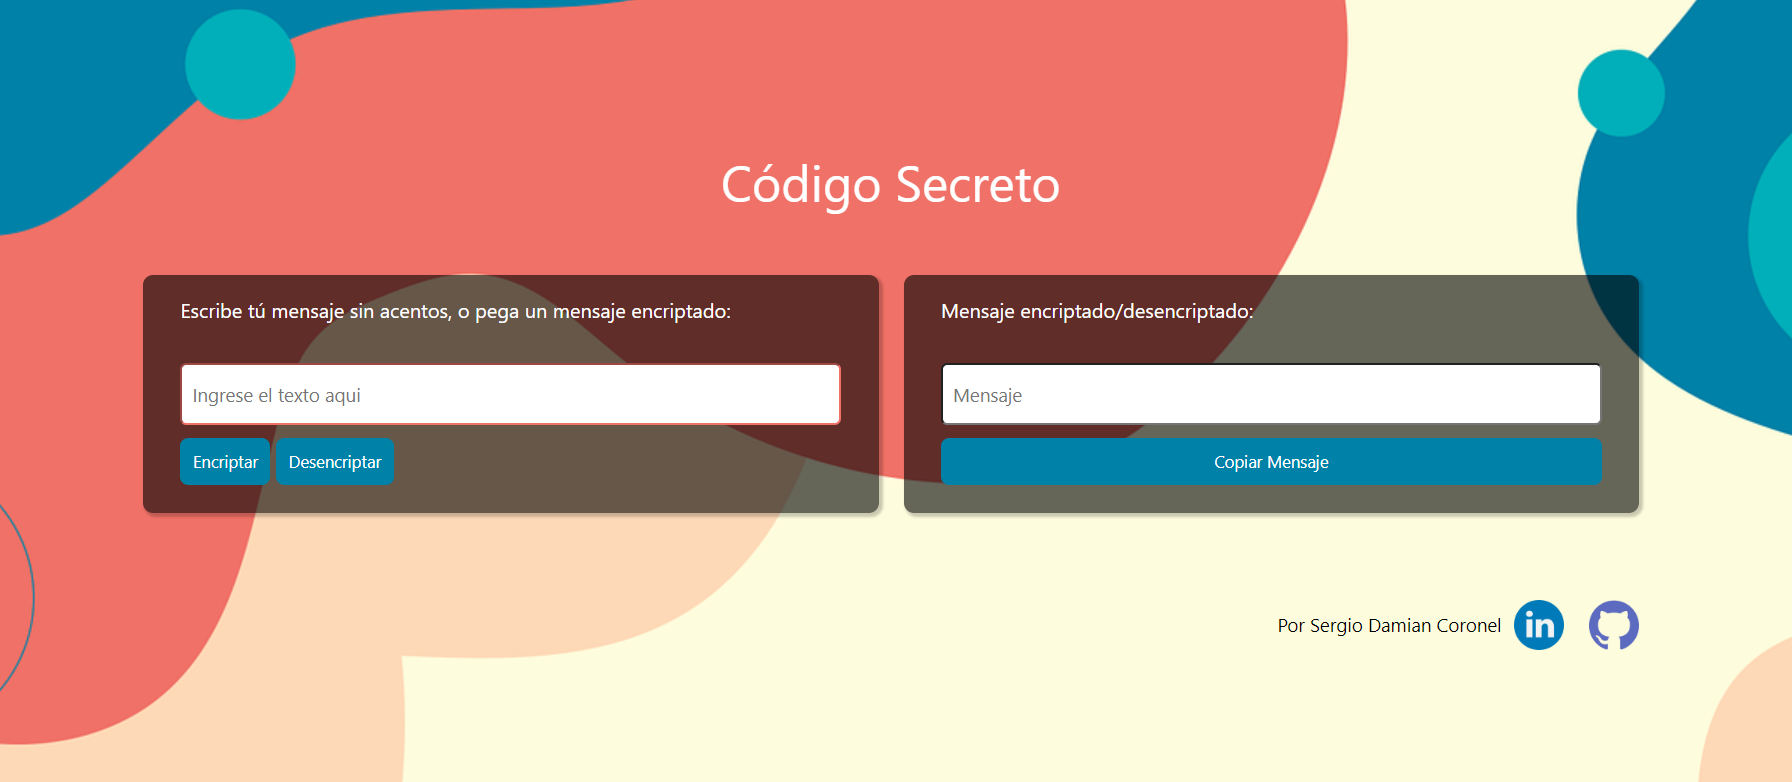 Código Secreto
Escribe tú mensaje sin acentos, o pega un mensaje encriptado:
Ingrese el texto aqui
Encriptar Desencriptar
Mensaje encriptado/desencriptado:
Mensaje
Copiar Mensaje
Por Sergio Damian Coronel in